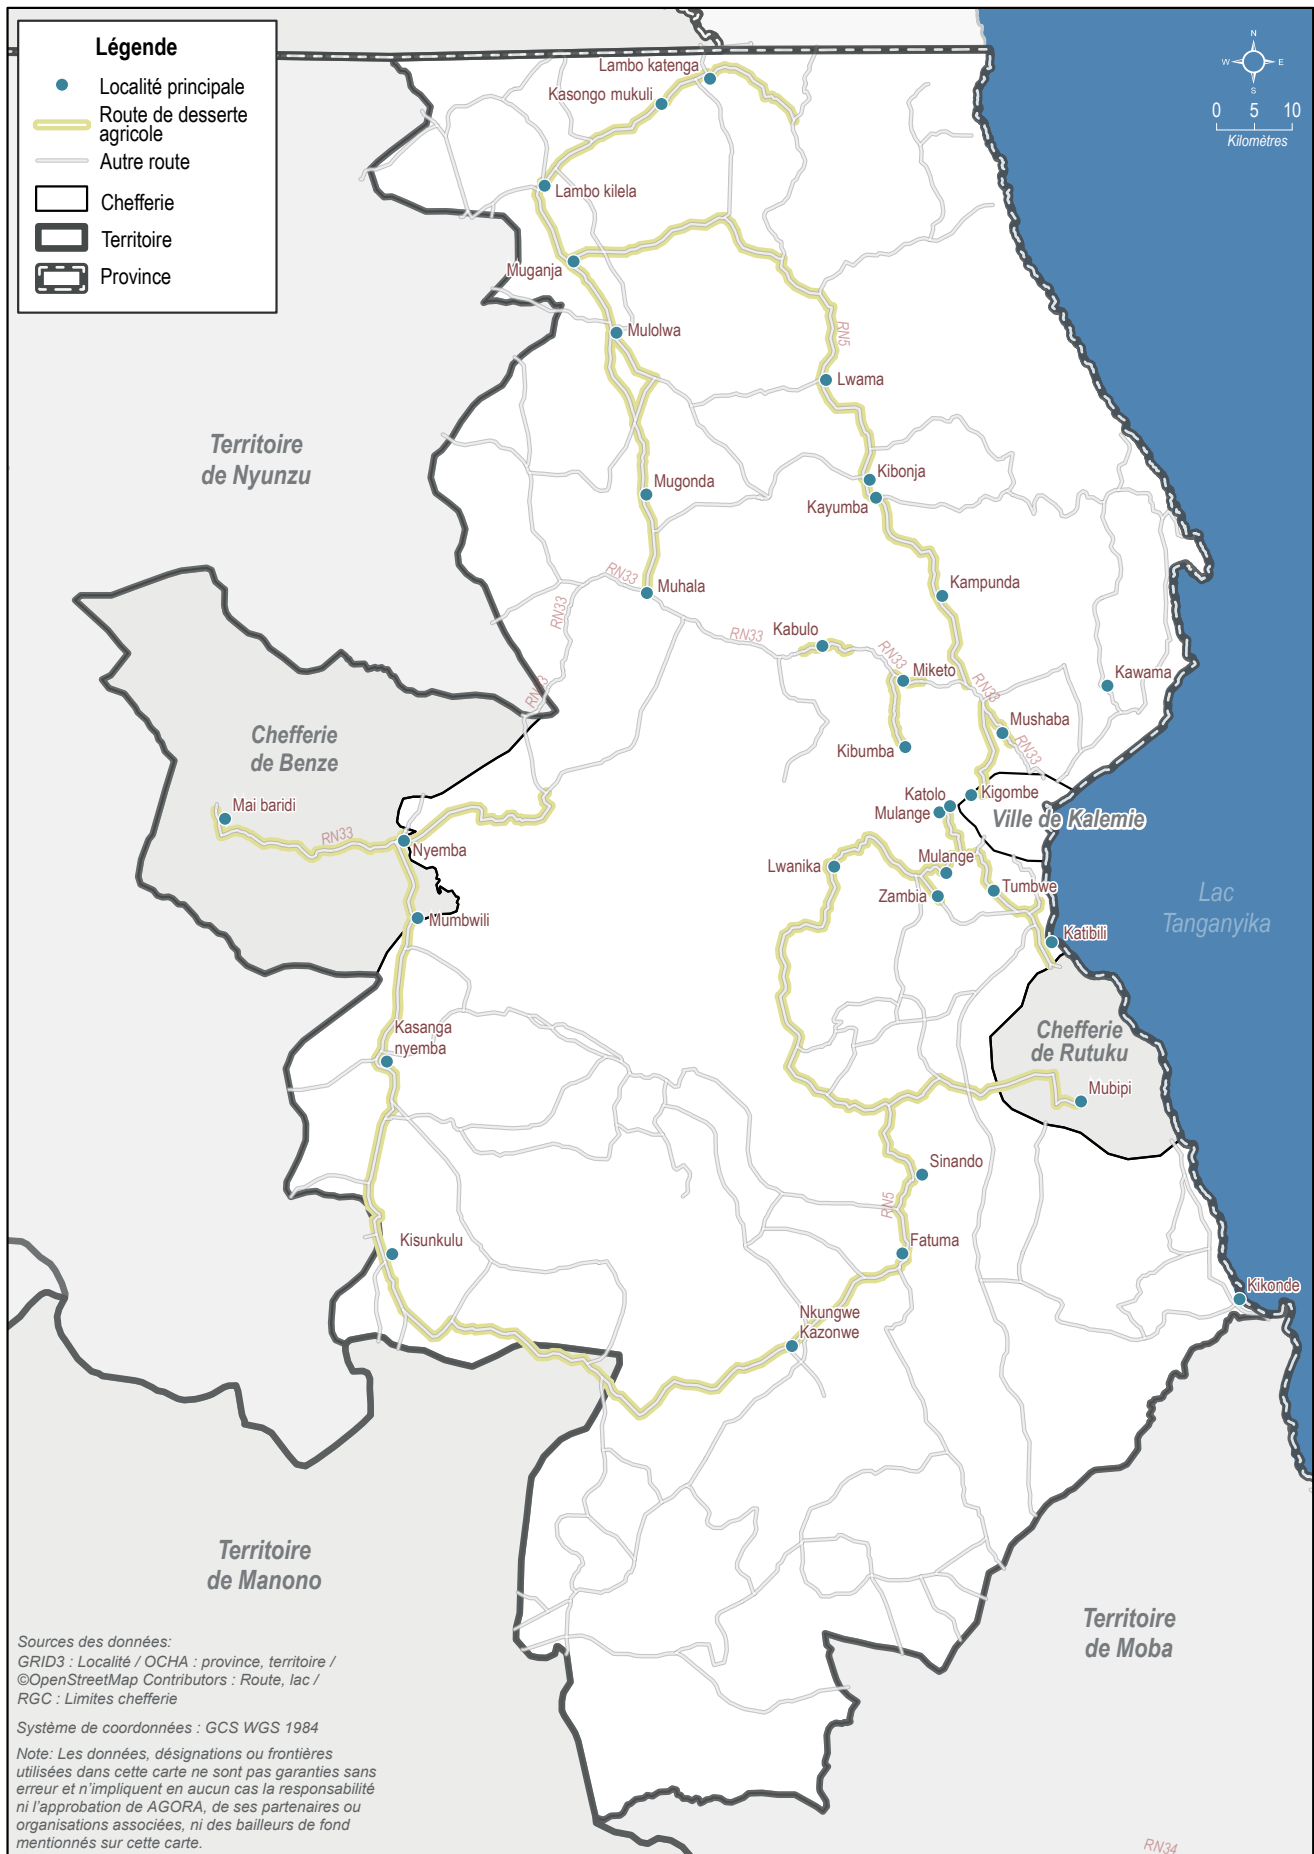 Légende
Localité principale
Route de desserte
agricole
Autre route
Chefferie
Territoire
Province
N
W
E
S
0 5 10
Kilomètres
Lambo katenga
Kasongo mukuli
Lambo kilela
Muganja
Mulolwa
RN5
Lwama
Territoire
de Nyunzu
Mugonda
Kibonja
Kayumba
RN33
Muhala
RN33
Kampunda
Kabulo
RN33
RN33
Miketo
Kawama
RN33
RN33
Mushaba
RN33
Kibumba
Chefferie
de Benze
Mai baridi
RN33
Nyemba
Mumbwili
Katolo
Mulange
Kigombe
Ville de Kalemie
Lwanika
Mulange
Zambia
Tumbwe
Katibili
Lac
Tanganyika
Kasanga
nyemba
Chefferie
de Rutuku
Mubipi
Sinando
RN5
Fatuma
Kisunkulu
Nkungwe
Kazonwe
Kikonde
Territoire
de Manono
Territoire
de Moba
Sources des données:
GRID3 : Localité / OCHA : province, territoire /
©OpenStreetMap Contributors : Route, lac /
RGC : Limites chefferie
Système de coordonnées : GCS WGS 1984
Note: Les données, désignations ou frontières
utilisées dans cette carte ne sont pas garanties sans
erreur et n'impliquent en aucun cas la responsabilité
ni l'approbation de AGORA, de ses partenaires ou
organisations associées, ni des bailleurs de fond
mentionnés sur cette carte.
RN34